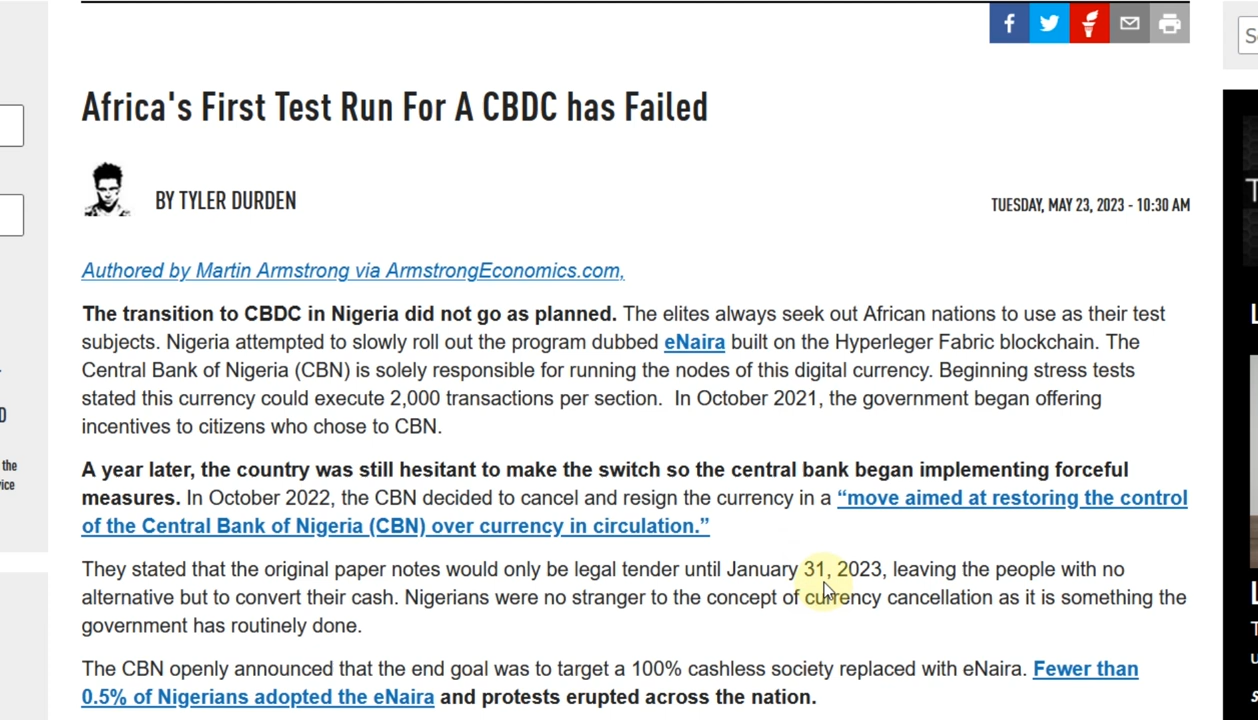 Africa's First Test Run For A CBDC has Failed
BY TYLER DURDEN
TUESDAY, MAY 23, 2023 - 10:30 AM
Authored by Martin Armstrong via ArmstrongEconomics.com,
The transition to CBDC in Nigeria did not go as planned. The elites always seek out African nations to use as their test
subjects. Nigeria attempted to slowly roll out the program dubbed eNaira built on the Hyperleger Fabric blockchain. The
Central Bank of Nigeria (CBN) is solely responsible for running the nodes of this digital currency. Beginning stress tests
stated this currency could execute 2,000 transactions per section. In October 2021, the government began offering
incentives to citizens who chose to CBN.
A year later, the country was still hesitant to make the switch so the central bank began implementing forceful
measures. In October 2022, the CBN decided to cancel and resign the currency in a “move aimed at restoring the control
of the Central Bank of Nigeria (CBN) over currency in circulation.”
They stated that the original paper notes would only be legal tender until January 31, 2023, leaving the people with no
alternative but to convert their cash. Nigerians were no stranger to the concept of currency cancellation as it is something the
government has routinely done.
The CBN openly announced that the end goal was to target a 100% cashless society replaced with eNaira. Fewer than
0.5% of Nigerians adopted the eNaira and protests erupted across the nation.
the